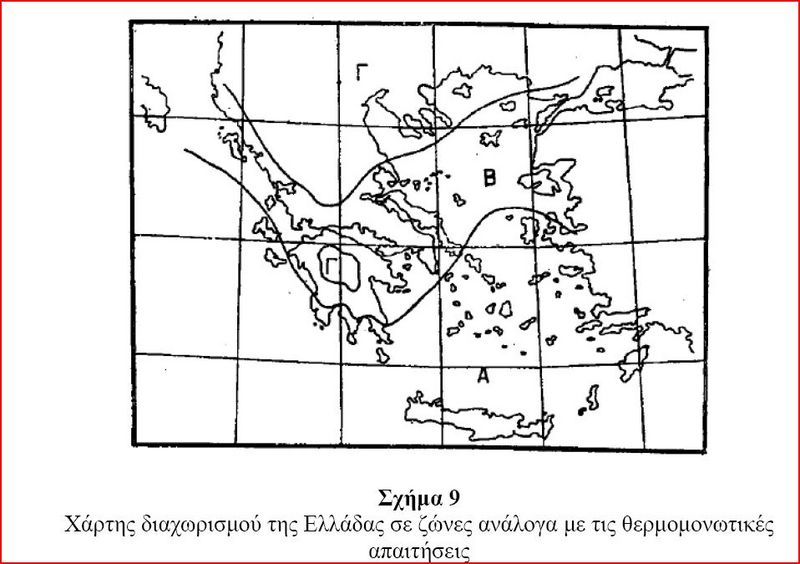 Γ
Β
Γ
Α
Σχήμα 9
Χάρτης διαχωρισμού της Ελλάδας σε ζώνες ανάλογα με τις θερμομονωτικές
απαιτήσεις